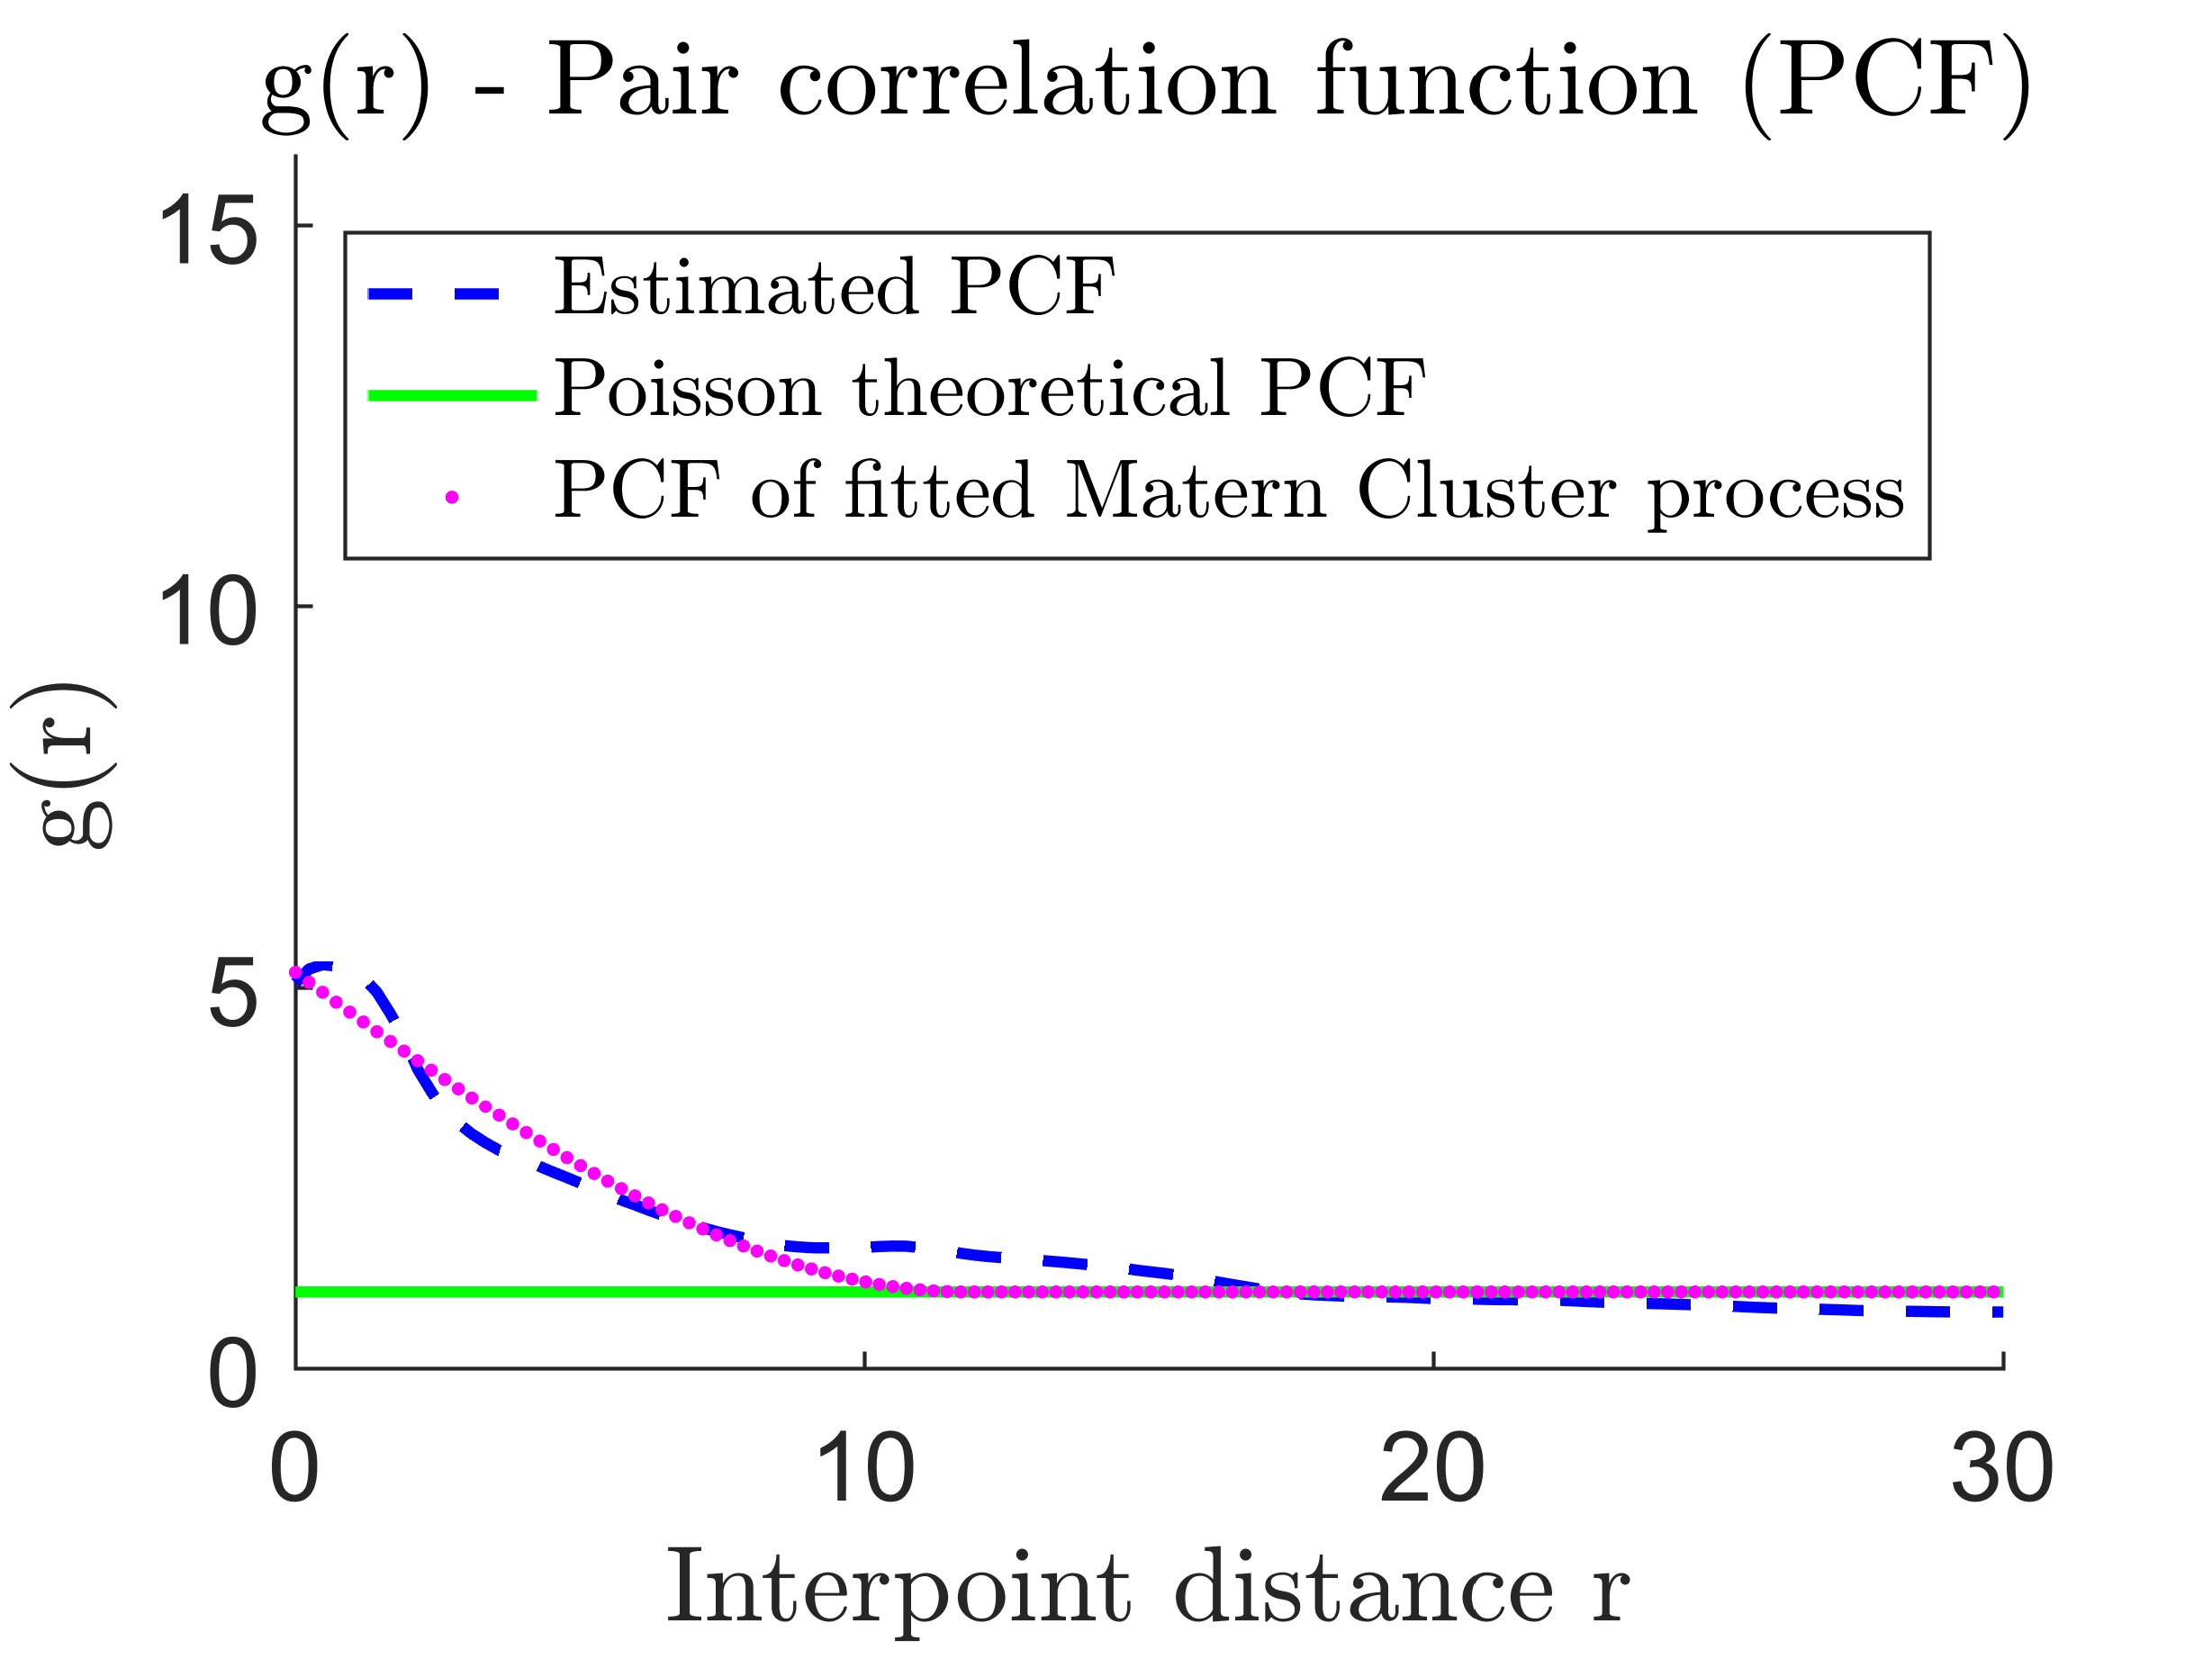 g(r) - Pair correlation function (PCF)
15
Estimated PCF
Poisson theoretical PCF
PCF of fitted Matern Cluster process
10
g(r)
5
0
0 10 20 30
Interpoint distance r